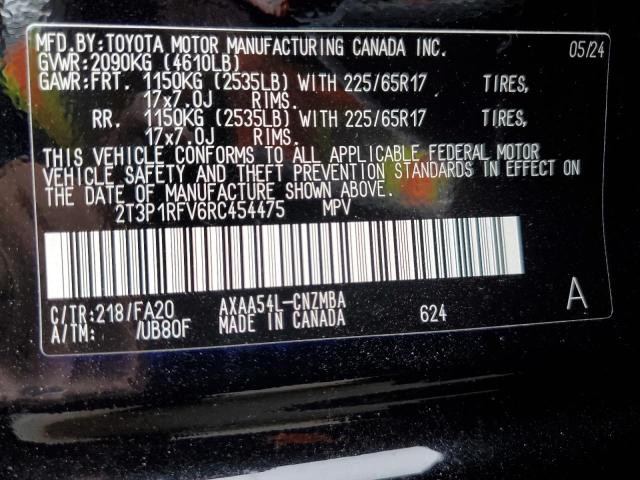 MFD.BY:TOYOTA MOTOR MANUFACTURING CANADA INC. 05/24
GVWR:2090KG (4610LB)
GAWR:FRT. 1150KG (2535LB) WITH 225/65R17 TIRES,
17x7.0J RIMS.
RR. 1150KG (2535LB) WITH 225/65R17 TIRES,
17x7.0J RIMS.
THIS VEHICLE CONFORMS TO ALL APPLICABLE FEDERAL MOTOR
VEHICLE SAFETY AND THEFT PREVENTION STANDARDS IN EFFECT ON
THE DATE OF MANUFACTURE SHOWN ABOVE.
2T3P1RFV6RC454475 MPV
C/TR:218/FA20 AXAA54L-CNZMBA A
A/TM: /UB80F MADE IN CANADA 624